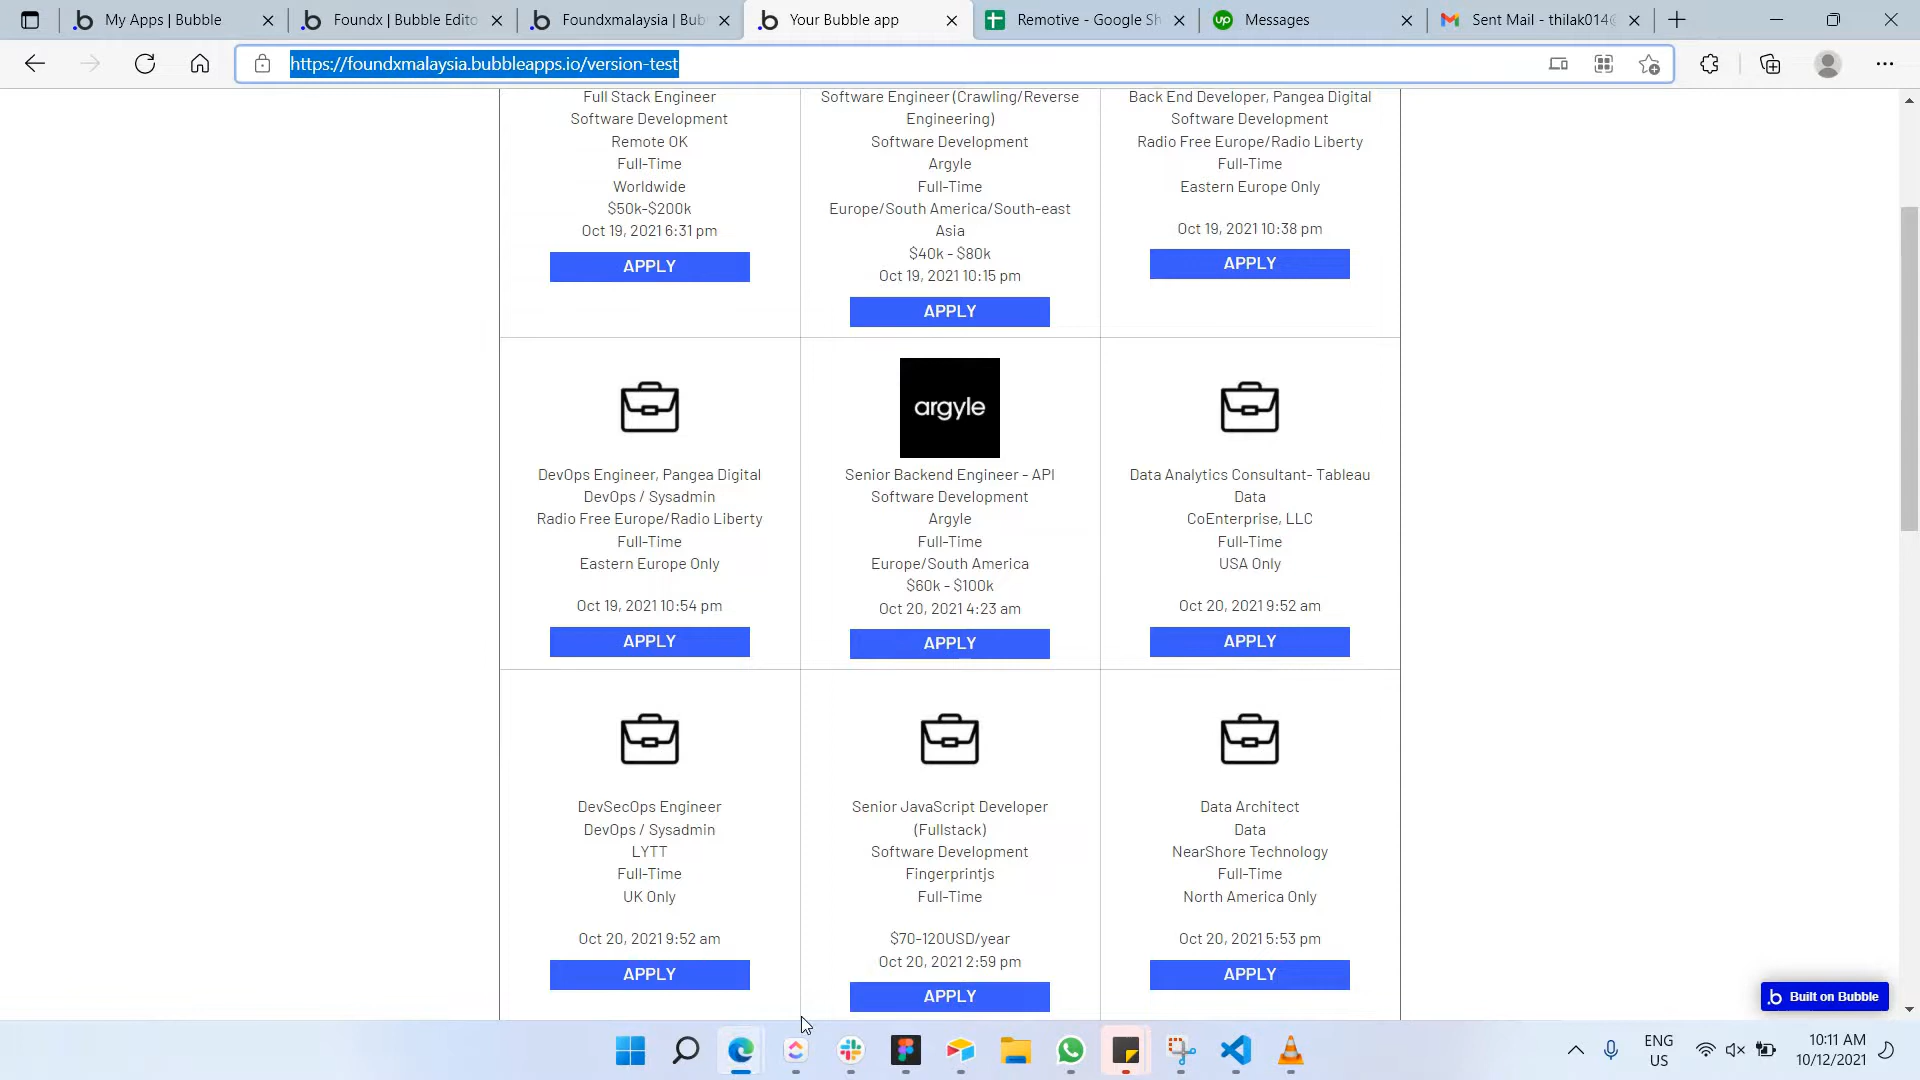 My Apps | Bubble
Foundx | Bubble Edito
Foundxmalaysia | Bub
Your Bubble app
Remotive - Google Sh
Messages
Sent Mail - thilak014@
https://foundxmalaysia.bubbleapps.io/version-test
Full Stack Engineer
Software Development
Remote OK
Full-Time
Worldwide
$50k-$200k
Oct 19, 2021 6:31 pm
APPLY
Software Engineer (Crawling/Reverse
Engineering)
Software Development
Argyle
Full-Time
Europe/South America/South-east
Asia
$40k - $80k
Oct 19, 2021 10:15 pm
APPLY
Back End Developer, Pangea Digital
Software Development
Radio Free Europe/Radio Liberty
Full-Time
Eastern Europe Only
Oct 19, 2021 10:38 pm
APPLY
DevOps Engineer, Pangea Digital
DevOps / Sysadmin
Radio Free Europe/Radio Liberty
Full-Time
Eastern Europe Only
Oct 19, 2021 10:54 pm
APPLY
argyle
Senior Backend Engineer - API
Software Development
Argyle
Full-Time
Europe/South America
$60k - $100k
Oct 20, 2021 4:23 am
APPLY
Data Analytics Consultant- Tableau
Data
CoEnterprise, LLC
Full-Time
USA Only
Oct 20, 2021 9:52 am
APPLY
DevSecOps Engineer
DevOps / Sysadmin
LYTT
Full-Time
UK Only
Oct 20, 2021 9:52 am
APPLY
Senior JavaScript Developer
(Fullstack)
Software Development
Fingerprintjs
Full-Time
$70-120USD/year
Oct 20, 2021 2:59 pm
APPLY
Data Architect
Data
NearShore Technology
Full-Time
North America Only
Oct 20, 2021 5:53 pm
APPLY
Built on Bubble
ENG
US
10:11 AM
10/12/2021